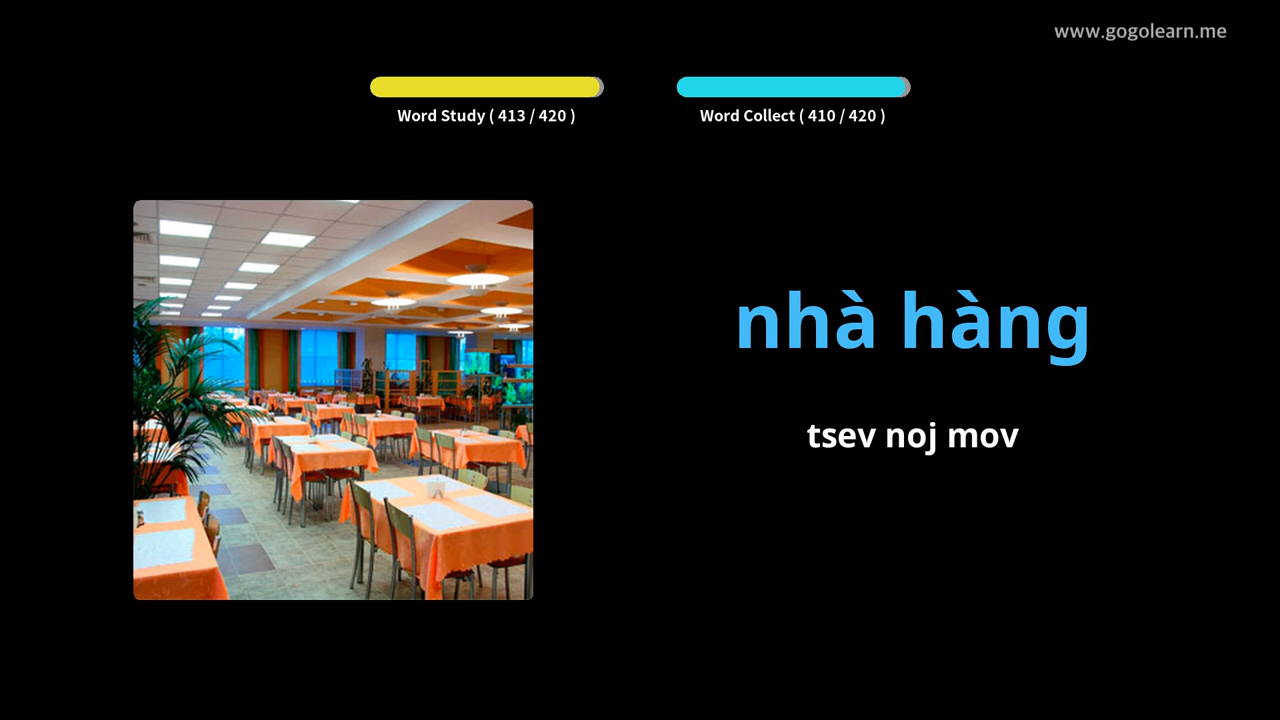 www.gogolearn.me
Word Study ( 413 / 420 )
Word Collect ( 410 / 420 )
nhà hàng
tsev noj mov